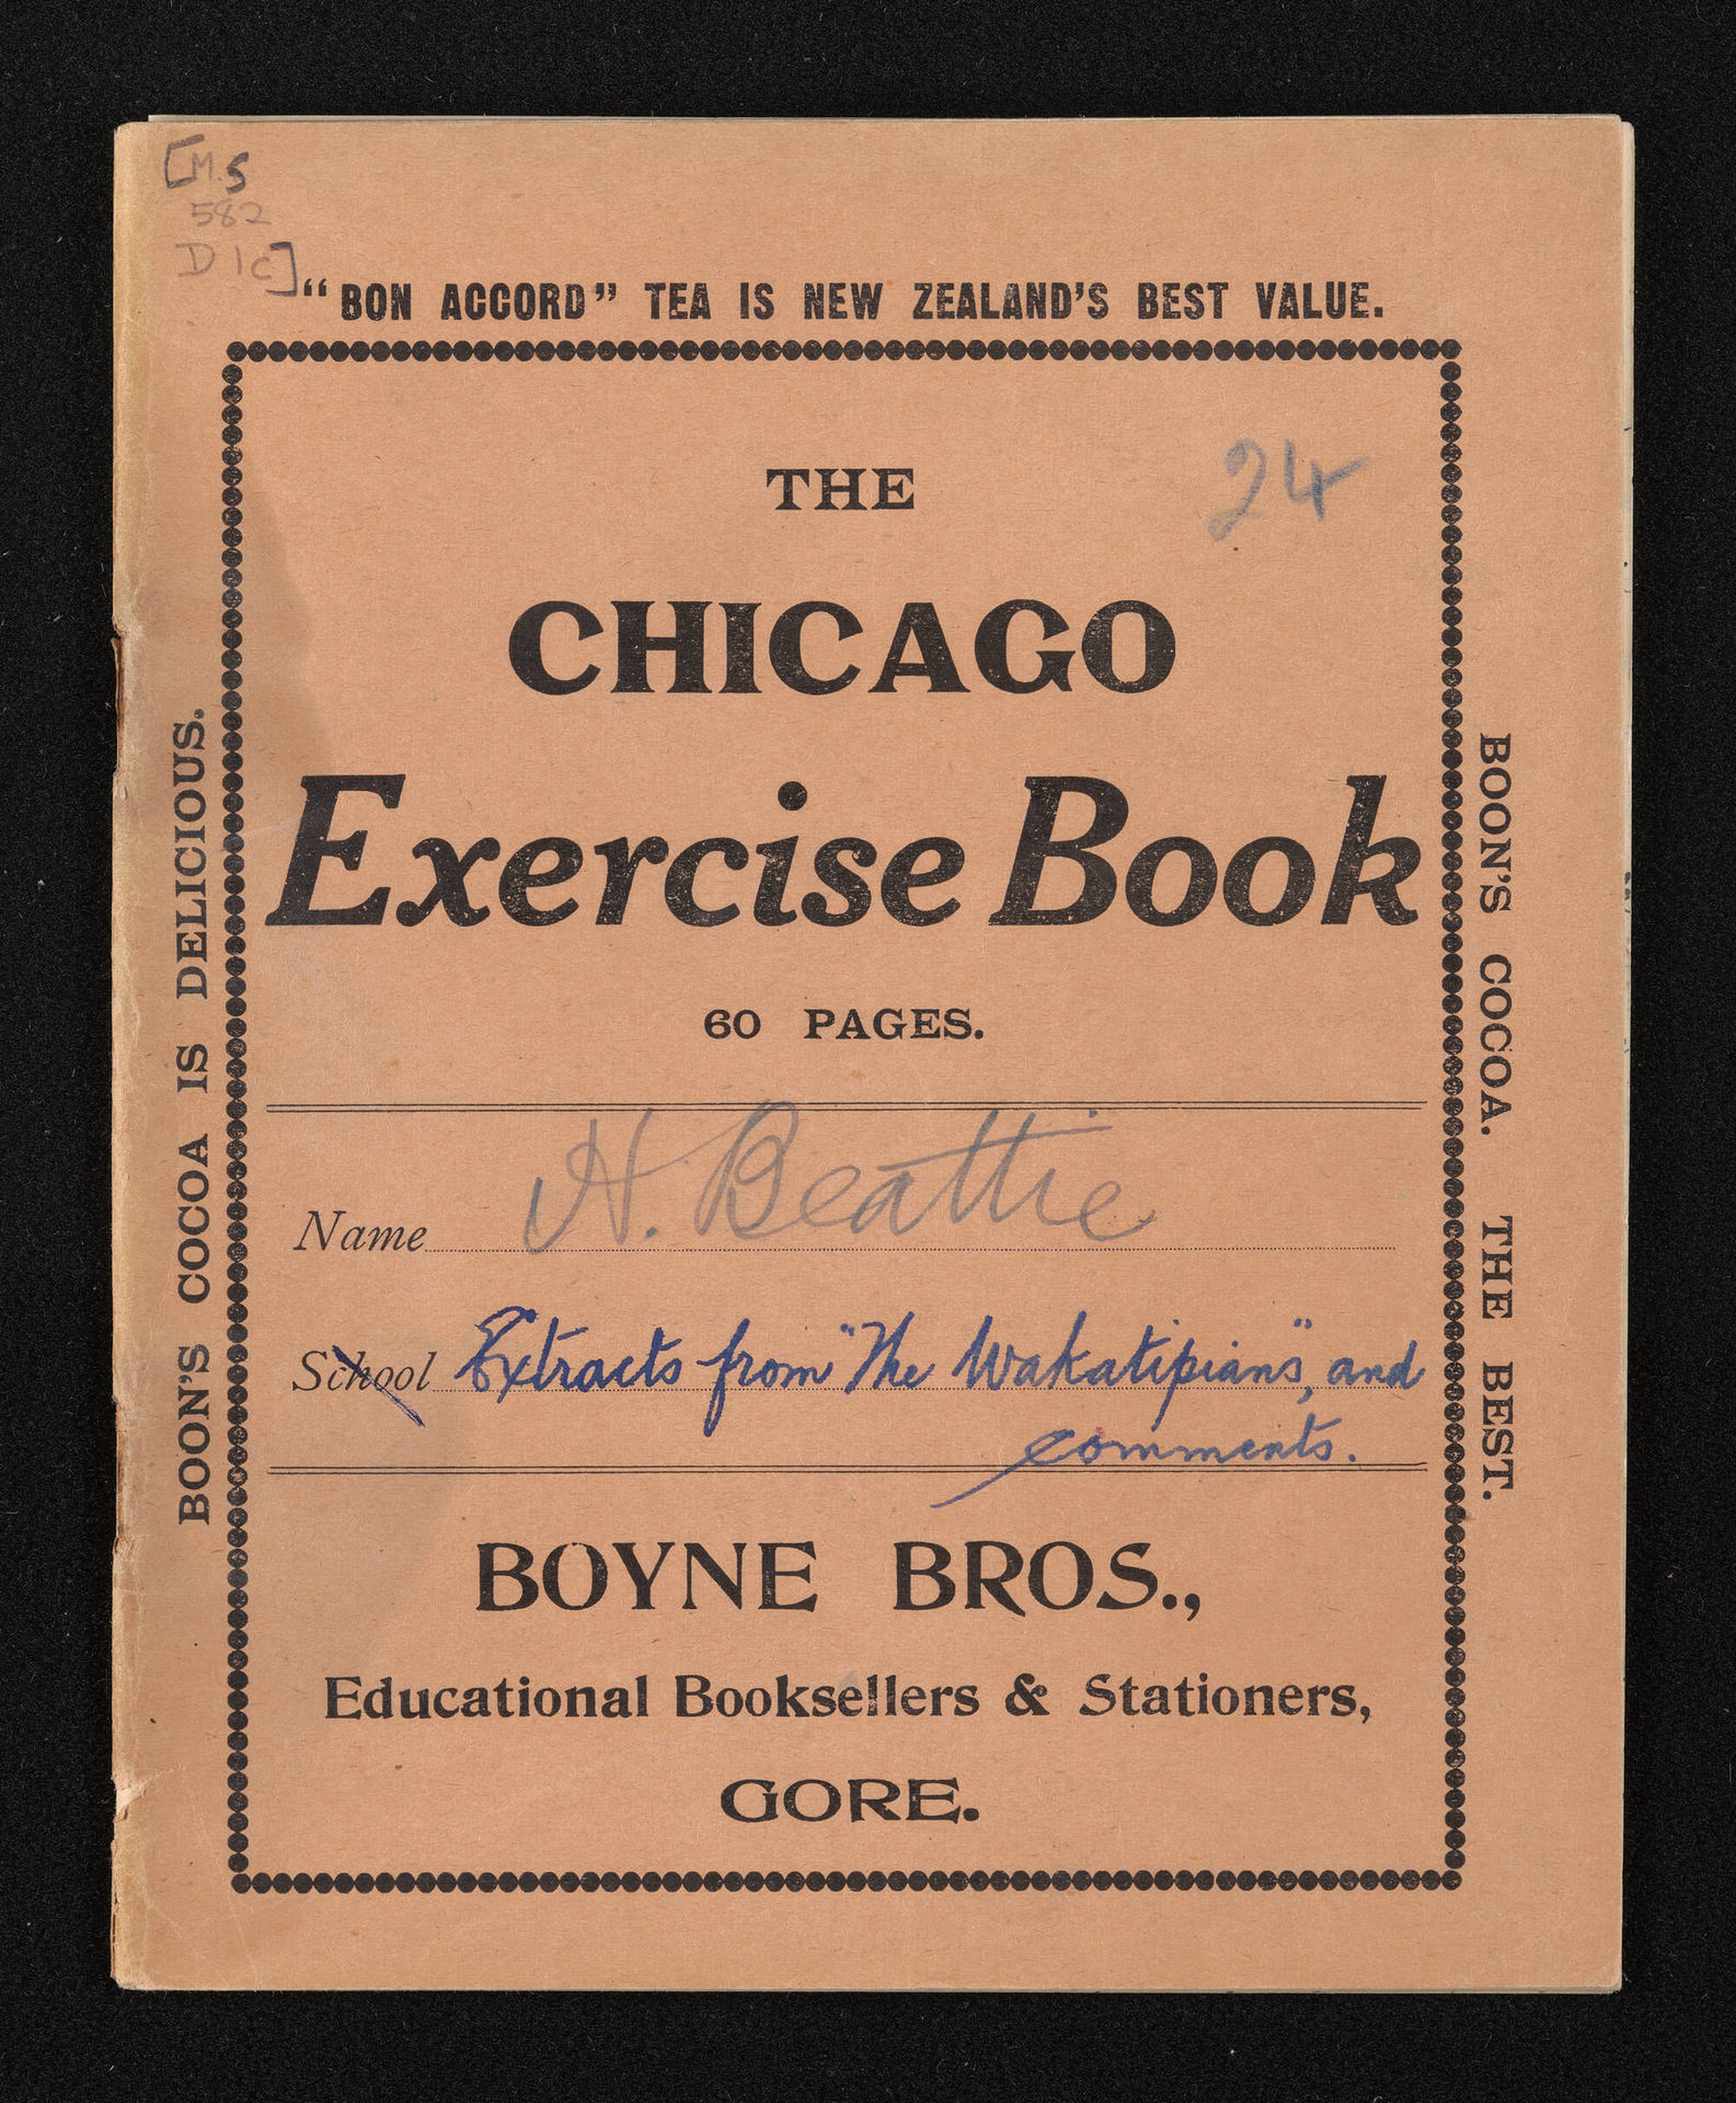 [M.S
582
D1c]
"BON ACCORD" TEA IS NEW ZEALAND'S BEST VALUE.
24
THE
CHICAGO
Exercise Book
60 PAGES.
Name H. Beattie
School Extracts from "The Wakatipians", and
comments.
BOYNE BROS.,
Educational Booksellers & Stationers,
GORE.
BOON'S COCOA IS DELICIOUS.
BOON'S COCOA. THE BEST.